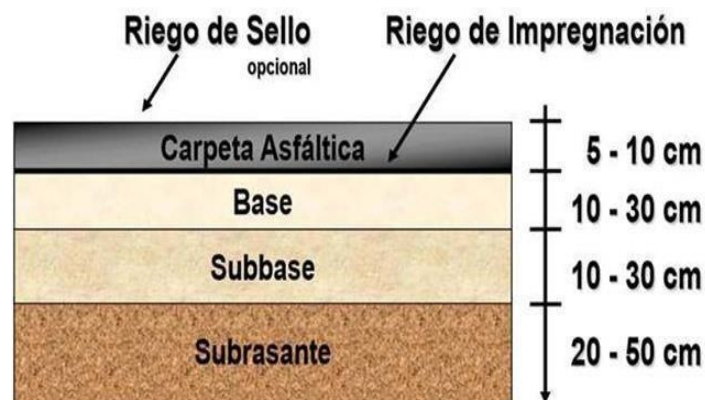 Riego de Sello
opcional
Riego de Impregnación
Carpeta Asfáltica
5 - 10 cm
Base
10 - 30 cm
Subbase
10 - 30 cm
Subrasante
20 - 50 cm